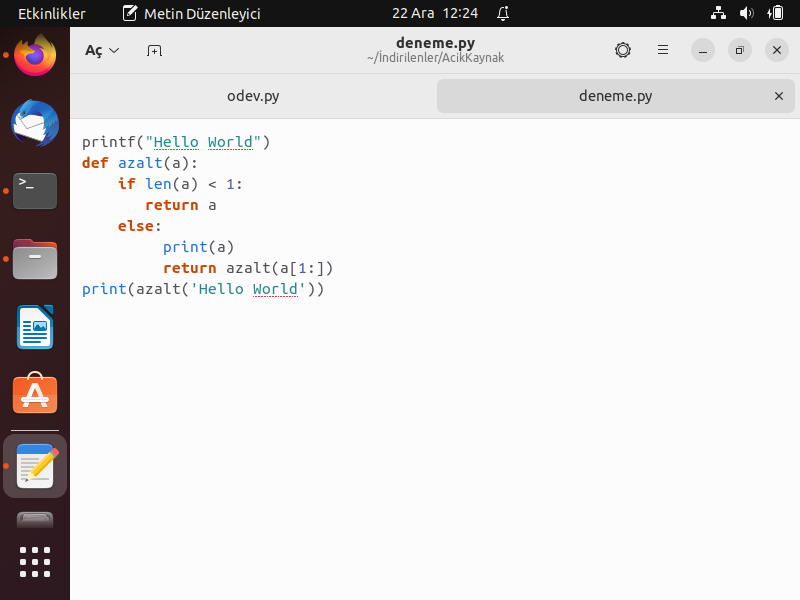 Etkinlikler
Metin Düzenleyici
22 Ara 12:24
Aç
deneme.py
~/İndirilenler/AcikKaynak
odev.py
deneme.py
printf("Hello World")
def azalt(a):
    if len(a) < 1:
       return a
    else:
         print(a)
         return azalt(a[1:])
print(azalt('Hello World'))